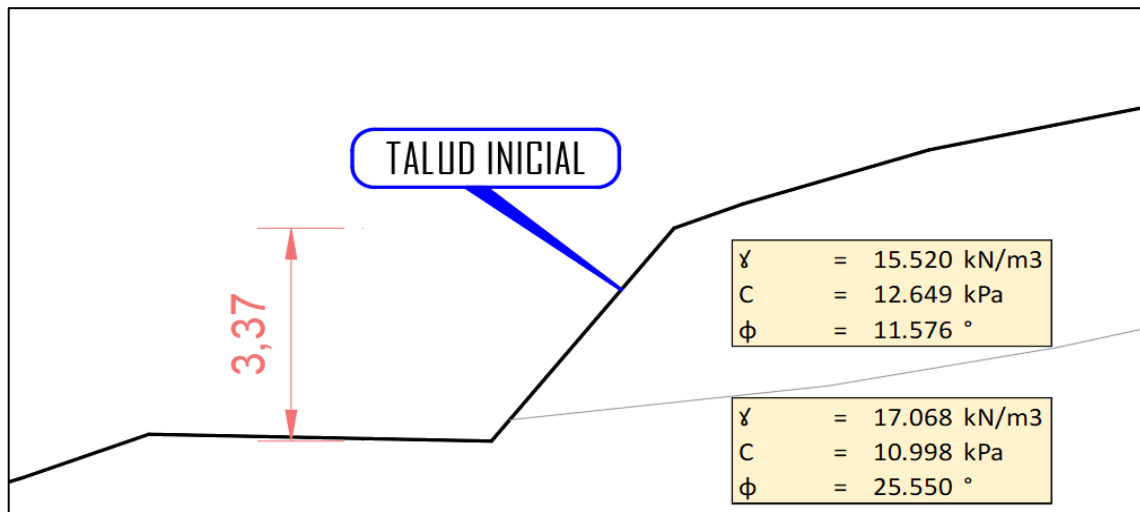 TALUD INICIAL
3,37
ɣ = 15.520 kN/m3
C = 12.649 kPa
ϕ = 11.576 °
ɣ = 17.068 kN/m3
C = 10.998 kPa
ϕ = 25.550 °